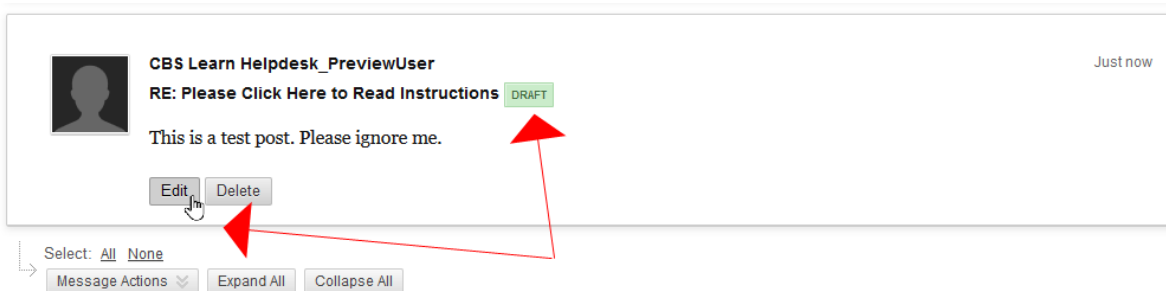 CBS Learn Helpdesk_PreviewUser Just now
RE: Please Click Here to Read Instructions DRAFT
This is a test post. Please ignore me.
Edit Delete
Select: All None
Message Actions Expand All Collapse All